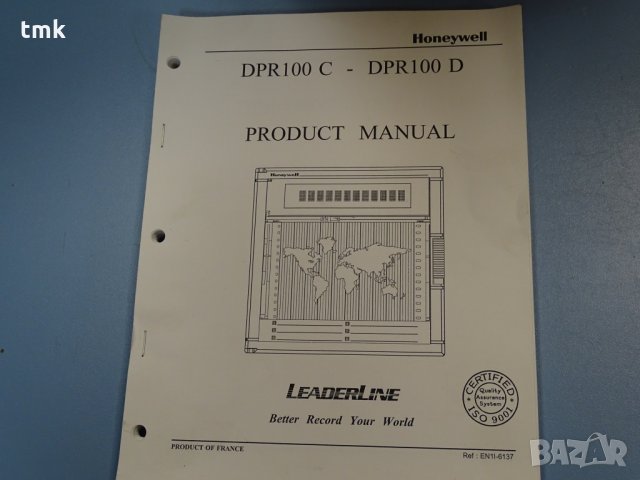 tmk
Honeywell
DPR100 C - DPR100 D
PRODUCT MANUAL
Honeywell
LEADERLINE
Better Record Your World
CERTIFIED
Quality
Assurance
System
ISO 9001
PRODUCT OF FRANCE
Ref : EN1I-6137
BAZAR